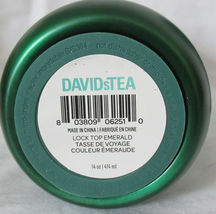 DAVIDsTEA
8 03809 06251 0
MADE IN CHINA | FABRIQUÉ EN CHINE
LOCK TOP EMERALD
TASSE DE VOYAGE
COULEUR ÉMERAUDE
14 oz | 414 ml